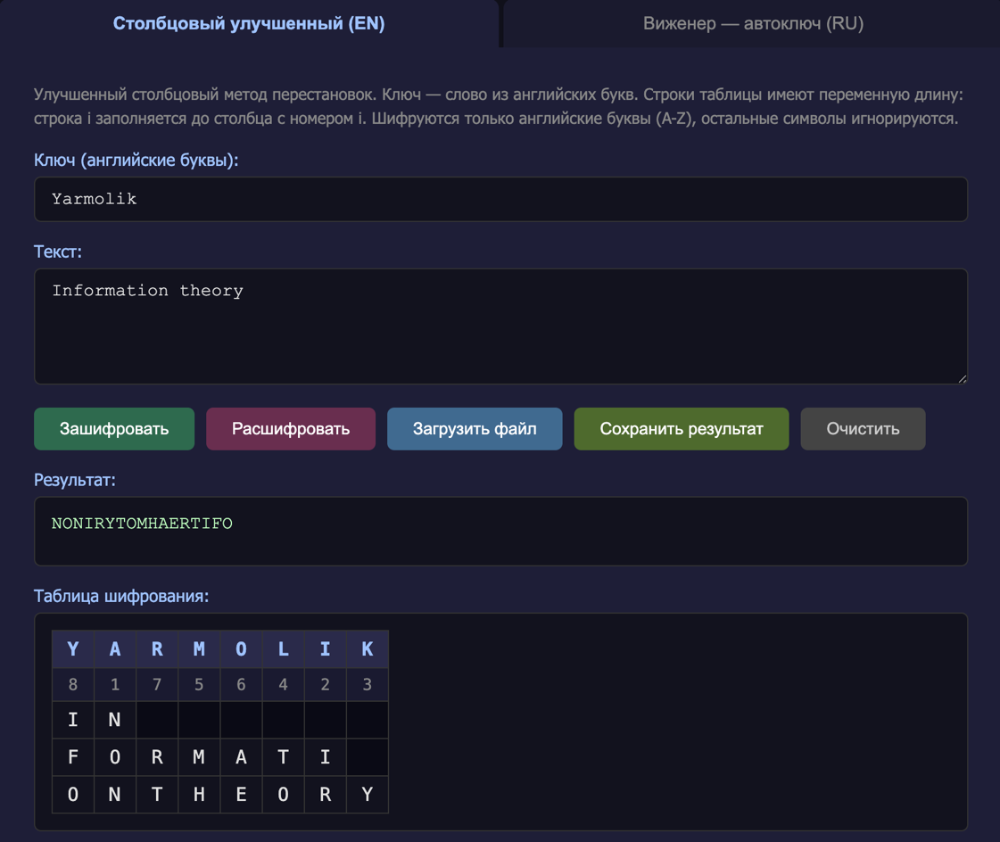 Столбцовый улучшенный (EN) Виженер — автоключ (RU)
Улучшенный столбцовый метод перестановок. Ключ — слово из английских букв. Строки таблицы имеют переменную длину:
строка i заполняется до столбца с номером i. Шифруются только английские буквы (A-Z), остальные символы игнорируются.
Ключ (английские буквы):
Yarmolik
Текст:
Information theory
Зашифровать Расшифровать Загрузить файл Сохранить результат Очистить
Результат:
NONIRYTOMHAERTIFO
Таблица шифрования:
Y A R M O L I K
8 1 7 5 6 4 2 3
I N
F O R M A T I
O N T H E O R Y